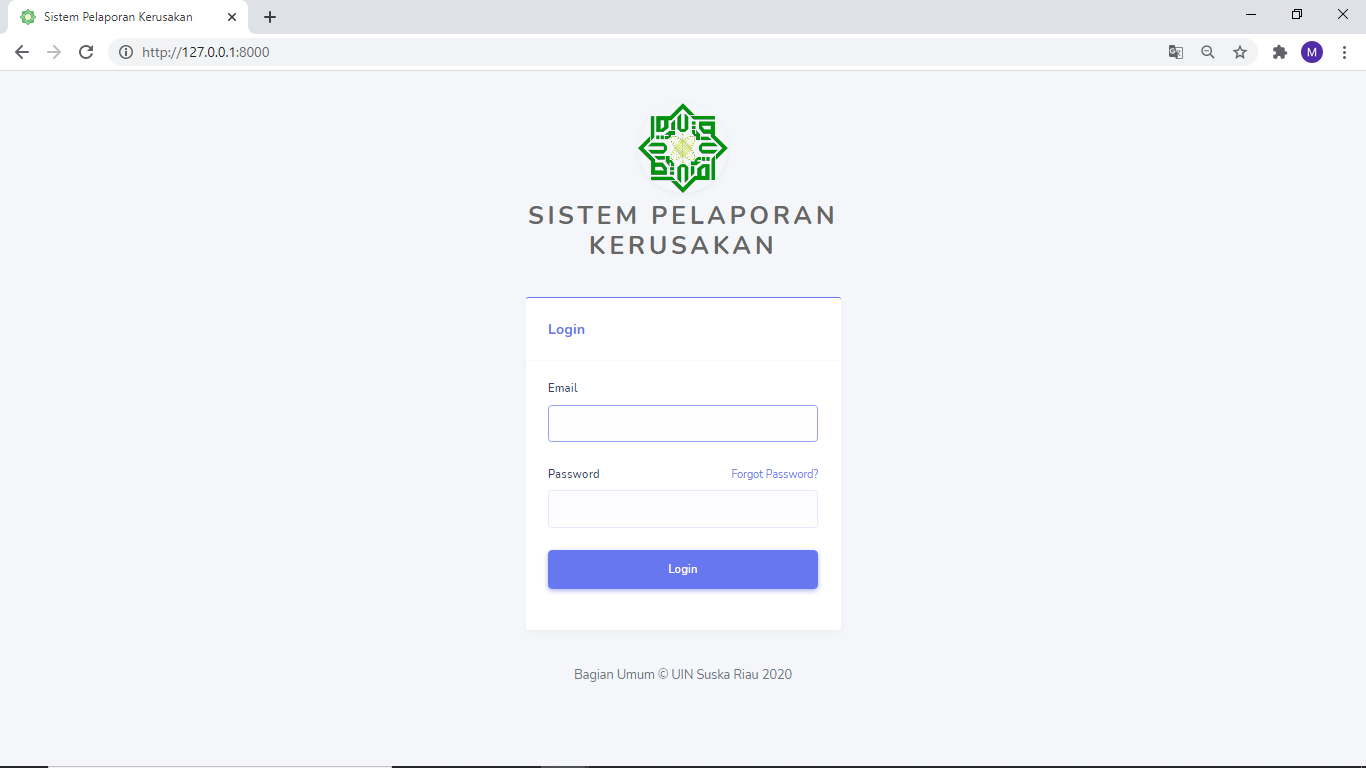 Sistem Pelaporan Kerusakan
http://127.0.0.1:8000
M
SISTEM PELAPORAN
KERUSAKAN
Login
Email
Password
Forgot Password?
Login
Bagian Umum © UIN Suska Riau 2020